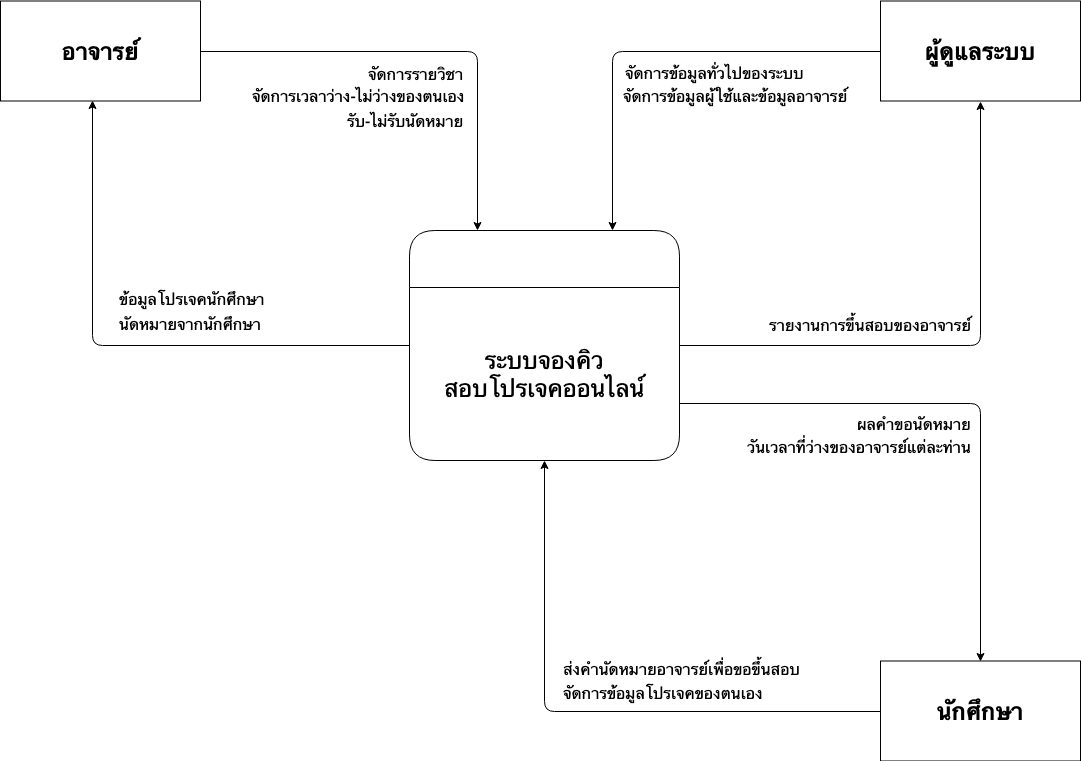 อาจารย์
ผู้ดูแลระบบ
จัดการรายวิชา
จัดการเวลาว่าง-ไม่ว่างของตนเอง
รับ-ไม่รับนัดหมาย
จัดการข้อมูลทั่วไปของระบบ
จัดการข้อมูลผู้ใช้และข้อมูลอาจารย์
ข้อมูลโปรเจคนักศึกษา
นัดหมายจากนักศึกษา
รายงานการขึ้นสอบของอาจารย์
ระบบจองคิว
สอบโปรเจคออนไลน์
ผลคำขอนัดหมาย
วันเวลาที่ว่างของอาจารย์แต่ละท่าน
ส่งคำนัดหมายอาจารย์เพื่อขอขึ้นสอบ
จัดการข้อมูลโปรเจคของตนเอง
นักศึกษา